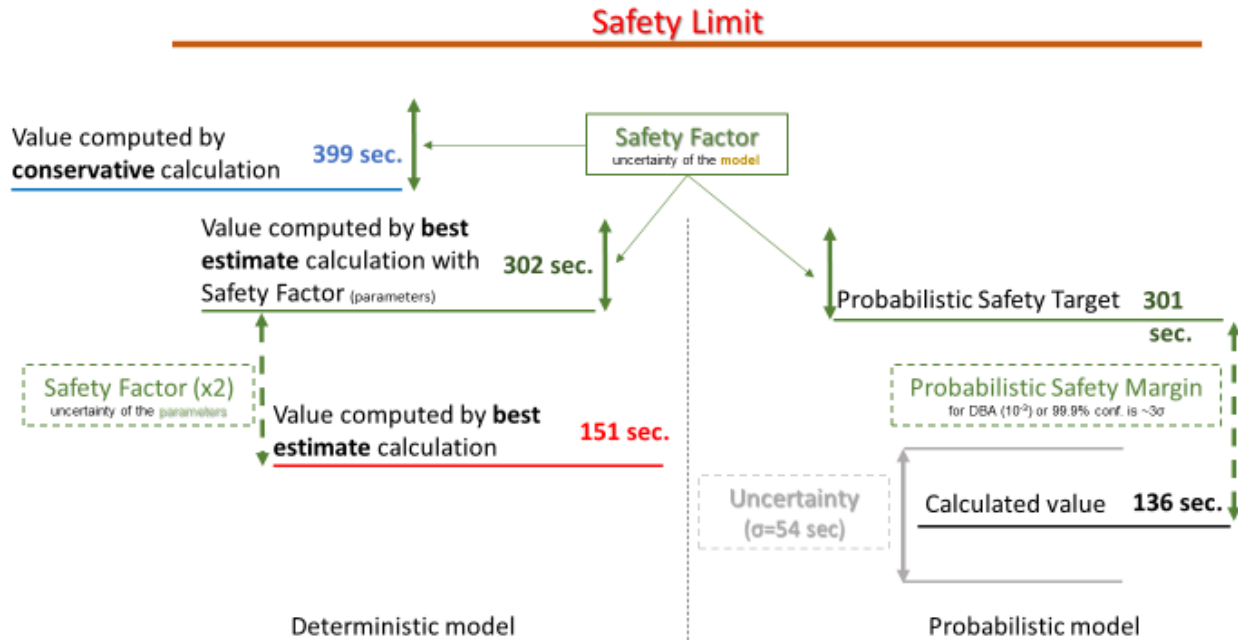 Safety Limit
Value computed by
conservative calculation
399 sec.
Safety Factor
uncertainty of the model
Value computed by best
estimate calculation with
Safety Factor (parameters)
302 sec.
Probabilistic Safety Target 301
sec.
Safety Factor (x2)
uncertainty of the parameters
Probabilistic Safety Margin
for DBA (10⁻³) or 99.9% conf. is ~3σ
Value computed by best
estimate calculation
151 sec.
Uncertainty
(σ=54 sec)
Calculated value 136 sec.
Deterministic model
Probabilistic model